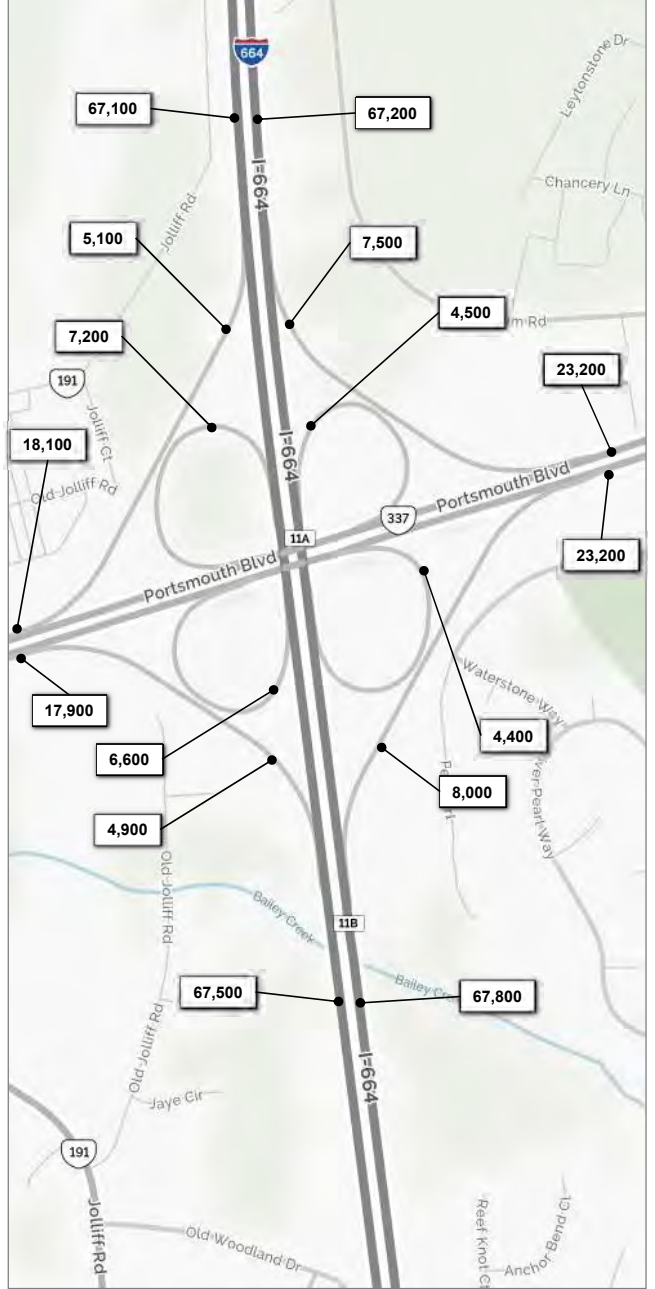 664
67,100
67,200
I-664
Leytonstone Dr
Chancery Ln
Jolliff Rd
5,100
7,500
7,200
4,500
Rd
23,200
191
Jolliff Ct
18,100
Old Jolliff Rd
I-664
Portsmouth Blvd
337
11A
Portsmouth Blvd
23,200
17,900
Waterstone Way
4,400
6,600
8,000
4,900
Old Jolliff Rd
Bailey Creek
11B
67,500
67,800
Bailey
I-664
Old Jolliff Rd
Jaye Cir
191
Jolliff Rd
Old Woodland Dr
Reef Knot Ct
Anchor Bend Ct